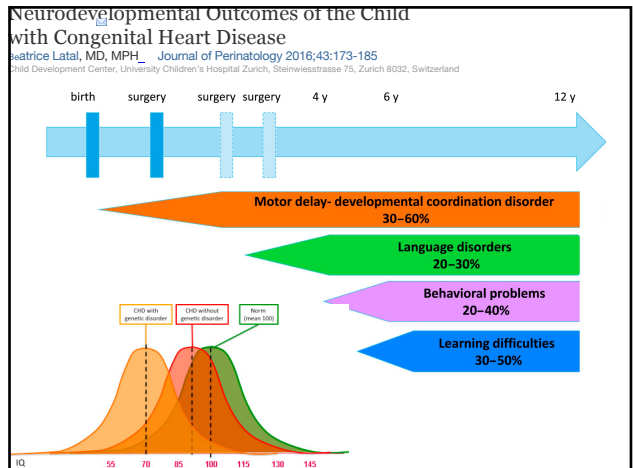 Neurodevelopmental Outcomes of the Child
with Congenital Heart Disease
Beatrice Latal, MD, MPH_ Journal of Perinatology 2016;43:173-185
Child Development Center, University Children's Hospital Zurich, Steinwiesstrasse 75, Zurich 8032, Switzerland
birth surgery surgery surgery 4 y 6 y 12 y
Motor delay- developmental coordination disorder
30–60%
Language disorders
20–30%
Behavioral problems
20–40%
Learning difficulties
30–50%
CHD with
genetic disorder
CHD without
genetic disorder
Norm
(mean 100)
IQ 55 70 85 100 115 130 145